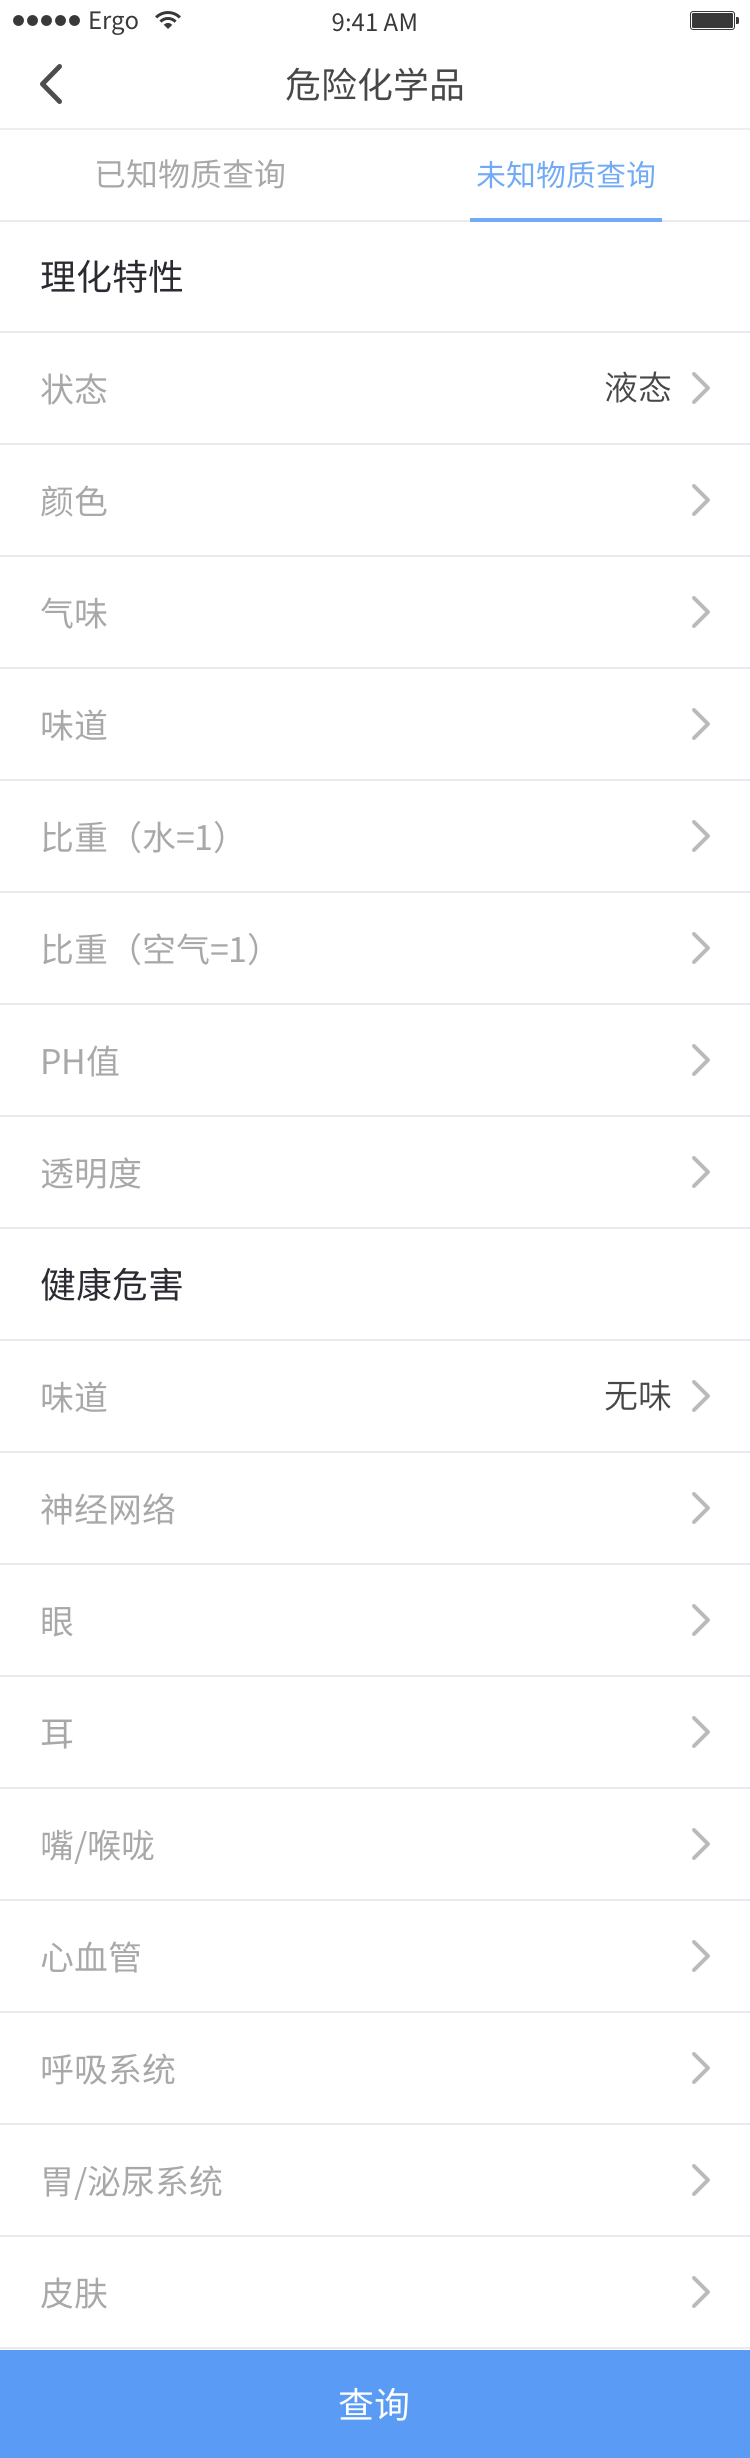 Ergo 9:41 AM
危险化学品
已知物质查询 未知物质查询
理化特性
状态 液态
颜色
气味
味道
比重（水=1）
比重（空气=1）
PH值
透明度
健康危害
味道 无味
神经网络
眼
耳
嘴/喉咙
心血管
呼吸系统
胃/泌尿系统
皮肤
查询